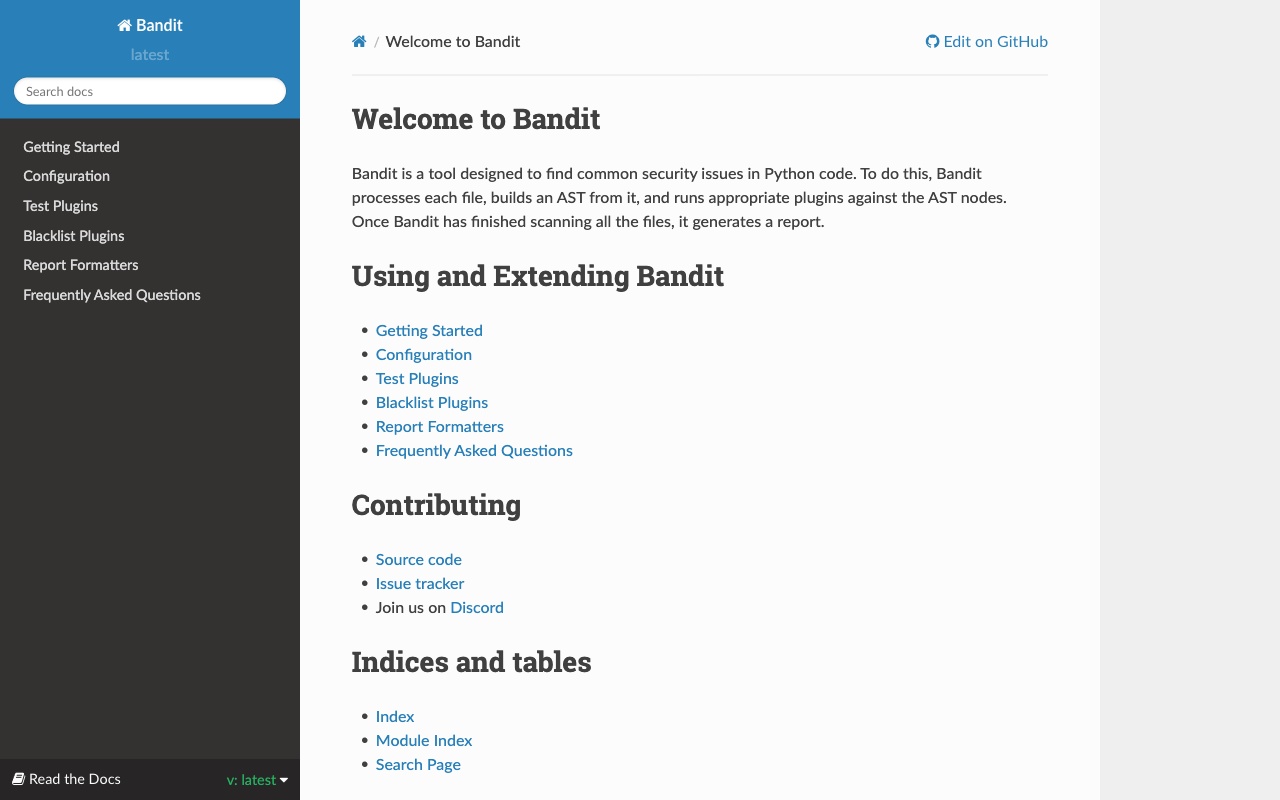 Bandit
latest
Search docs
Getting Started
Configuration
Test Plugins
Blacklist Plugins
Report Formatters
Frequently Asked Questions
Read the Docs
v: latest
/ Welcome to Bandit
Edit on GitHub
Welcome to Bandit
Bandit is a tool designed to find common security issues in Python code. To do this, Bandit
processes each file, builds an AST from it, and runs appropriate plugins against the AST nodes.
Once Bandit has finished scanning all the files, it generates a report.
Using and Extending Bandit
• Getting Started
• Configuration
• Test Plugins
• Blacklist Plugins
• Report Formatters
• Frequently Asked Questions
Contributing
• Source code
• Issue tracker
• Join us on Discord
Indices and tables
• Index
• Module Index
• Search Page